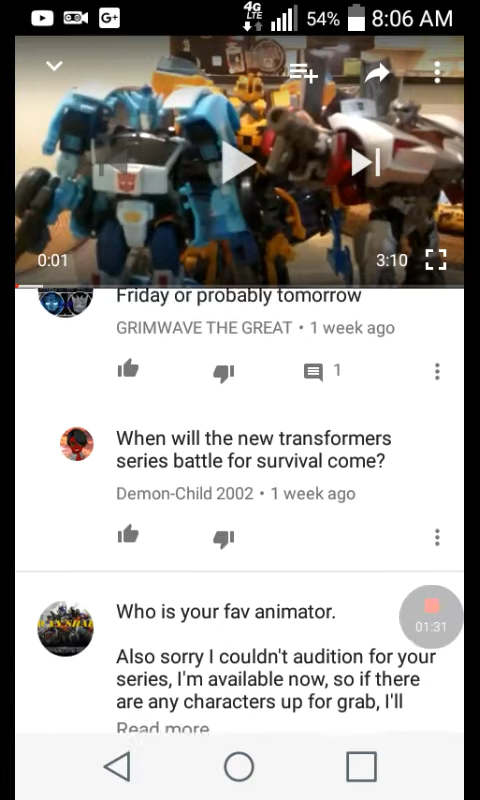 4G
LTE
54%
8:06 AM
0:01
3:10
Friday or probably tomorrow
GRIMWAVE THE GREAT • 1 week ago
1
When will the new transformers
series battle for survival come?
Demon-Child 2002 • 1 week ago
Who is your fav animator.
01:31
Also sorry I couldn't audition for your
series, I'm available now, so if there
are any characters up for grab, I'll
Read more